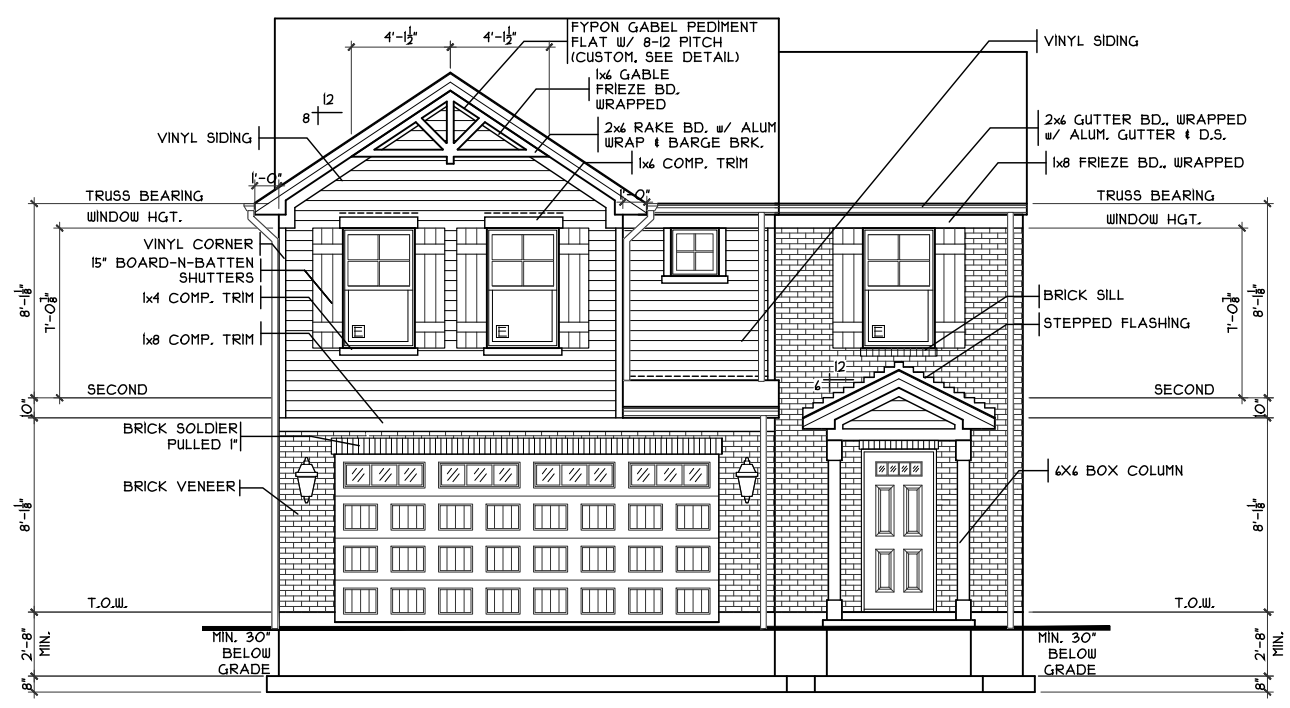 FYPON GABEL PEDIMENT
FLAT W/ 8-12 PITCH
(CUSTOM, SEE DETAIL)
4'-1½"
4'-1½"
VINYL SIDING
1x6 GABLE
FRIEZE BD.
WRAPPED
12
8
2x6 RAKE BD. w/ ALUM
WRAP & BARGE BRK.
2x6 GUTTER BD., WRAPPED
w/ ALUM. GUTTER & D.S.
VINYL SIDING
1x6 COMP. TRIM
1x8 FRIEZE BD., WRAPPED
1'-0"
1'-0"
TRUSS BEARING
TRUSS BEARING
WINDOW HGT.
WINDOW HGT.
VINYL CORNER
15" BOARD-N-BATTEN
SHUTTERS
1x4 COMP. TRIM
1x8 COMP. TRIM
8'-1⅛"
7'-0⅛"
E
E
E
BRICK SILL
STEPPED FLASHING
7'-0⅛"
8'-1⅛"
12
6
SECOND
SECOND
10"
10"
BRICK SOLDIER
PULLED 1"
BRICK VENEER
6X6 BOX COLUMN
8'-1⅛"
8'-1⅛"
T.O.W.
T.O.W.
MIN. 30"
BELOW
GRADE
MIN. 30"
BELOW
GRADE
2'-8"
MIN.
2'-8"
MIN.
8"
8"